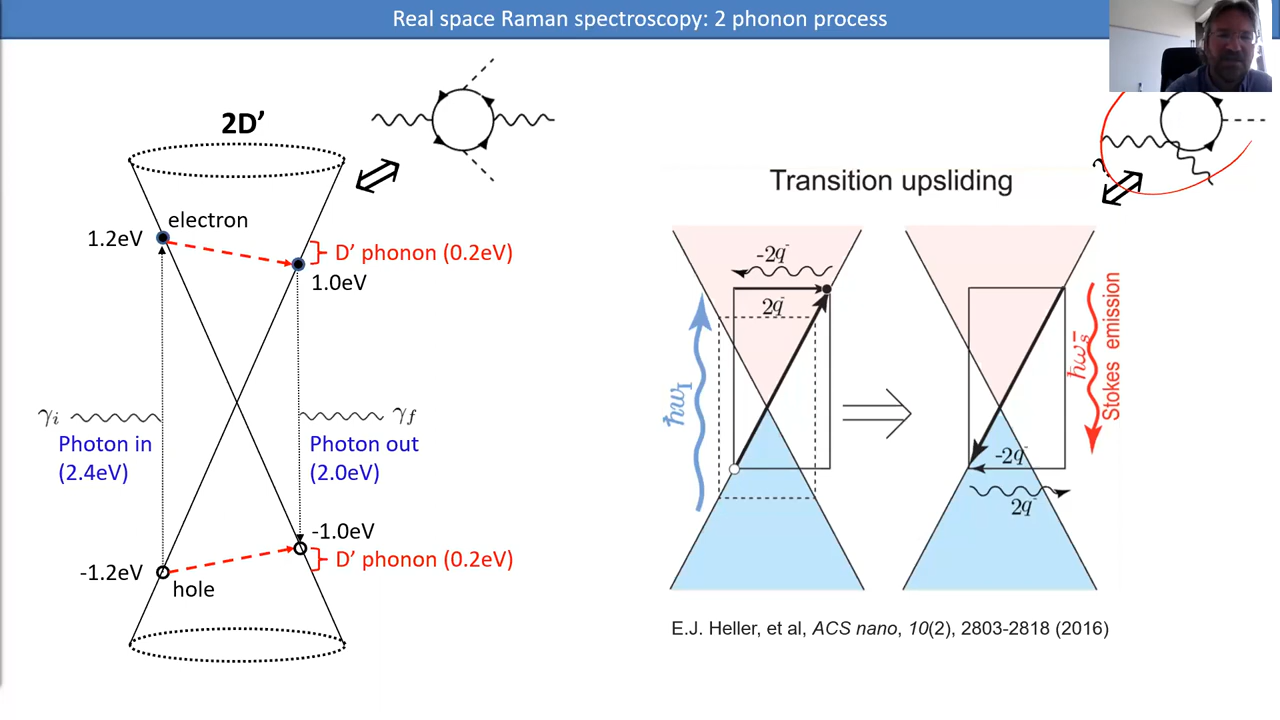 Real space Raman spectroscopy: 2 phonon process
2D’
electron
1.2eV
D’ phonon (0.2eV)
1.0eV
γi
γf
Photon in
(2.4eV)
Photon out
(2.0eV)
-1.0eV
-1.2eV
D’ phonon (0.2eV)
hole
Transition upsliding
-2q⁻
2q⁻
ħωI
ħωs⁻
Stokes emission
-2q⁻
2q⁻
E.J. Heller, et al, ACS nano, 10(2), 2803-2818 (2016)